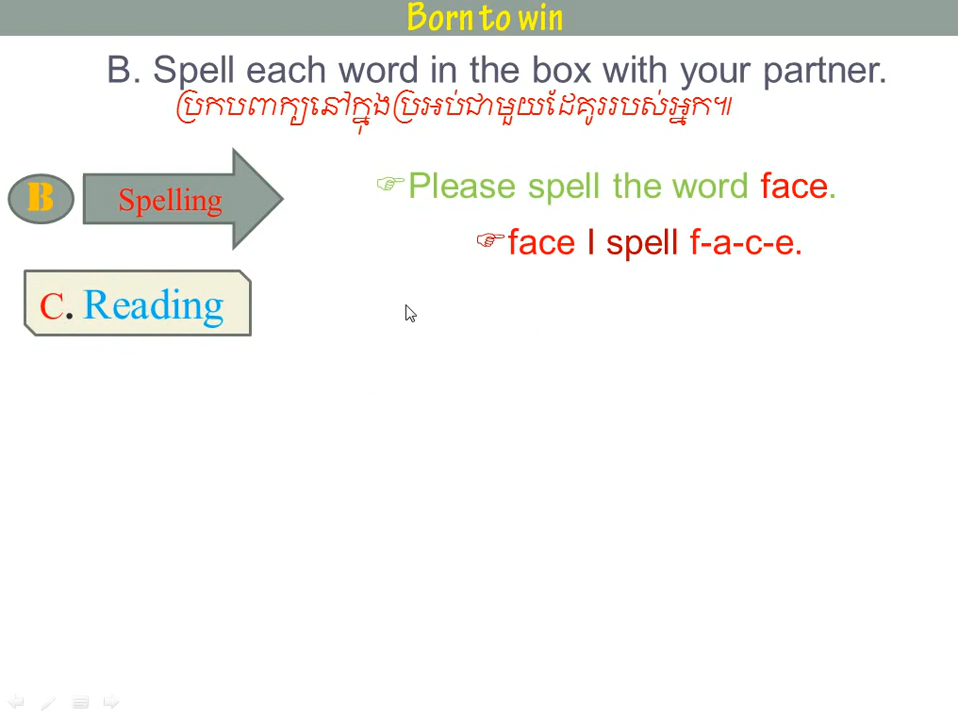 Born to win
B. Spell each word in the box with your partner.
ប្រកបពាក្យនៅក្នុងប្រអប់ជាមួយដៃគូររបស់អ្នក៕
B
Spelling
☞Please spell the word face.
☞face I spell f-a-c-e.
C. Reading